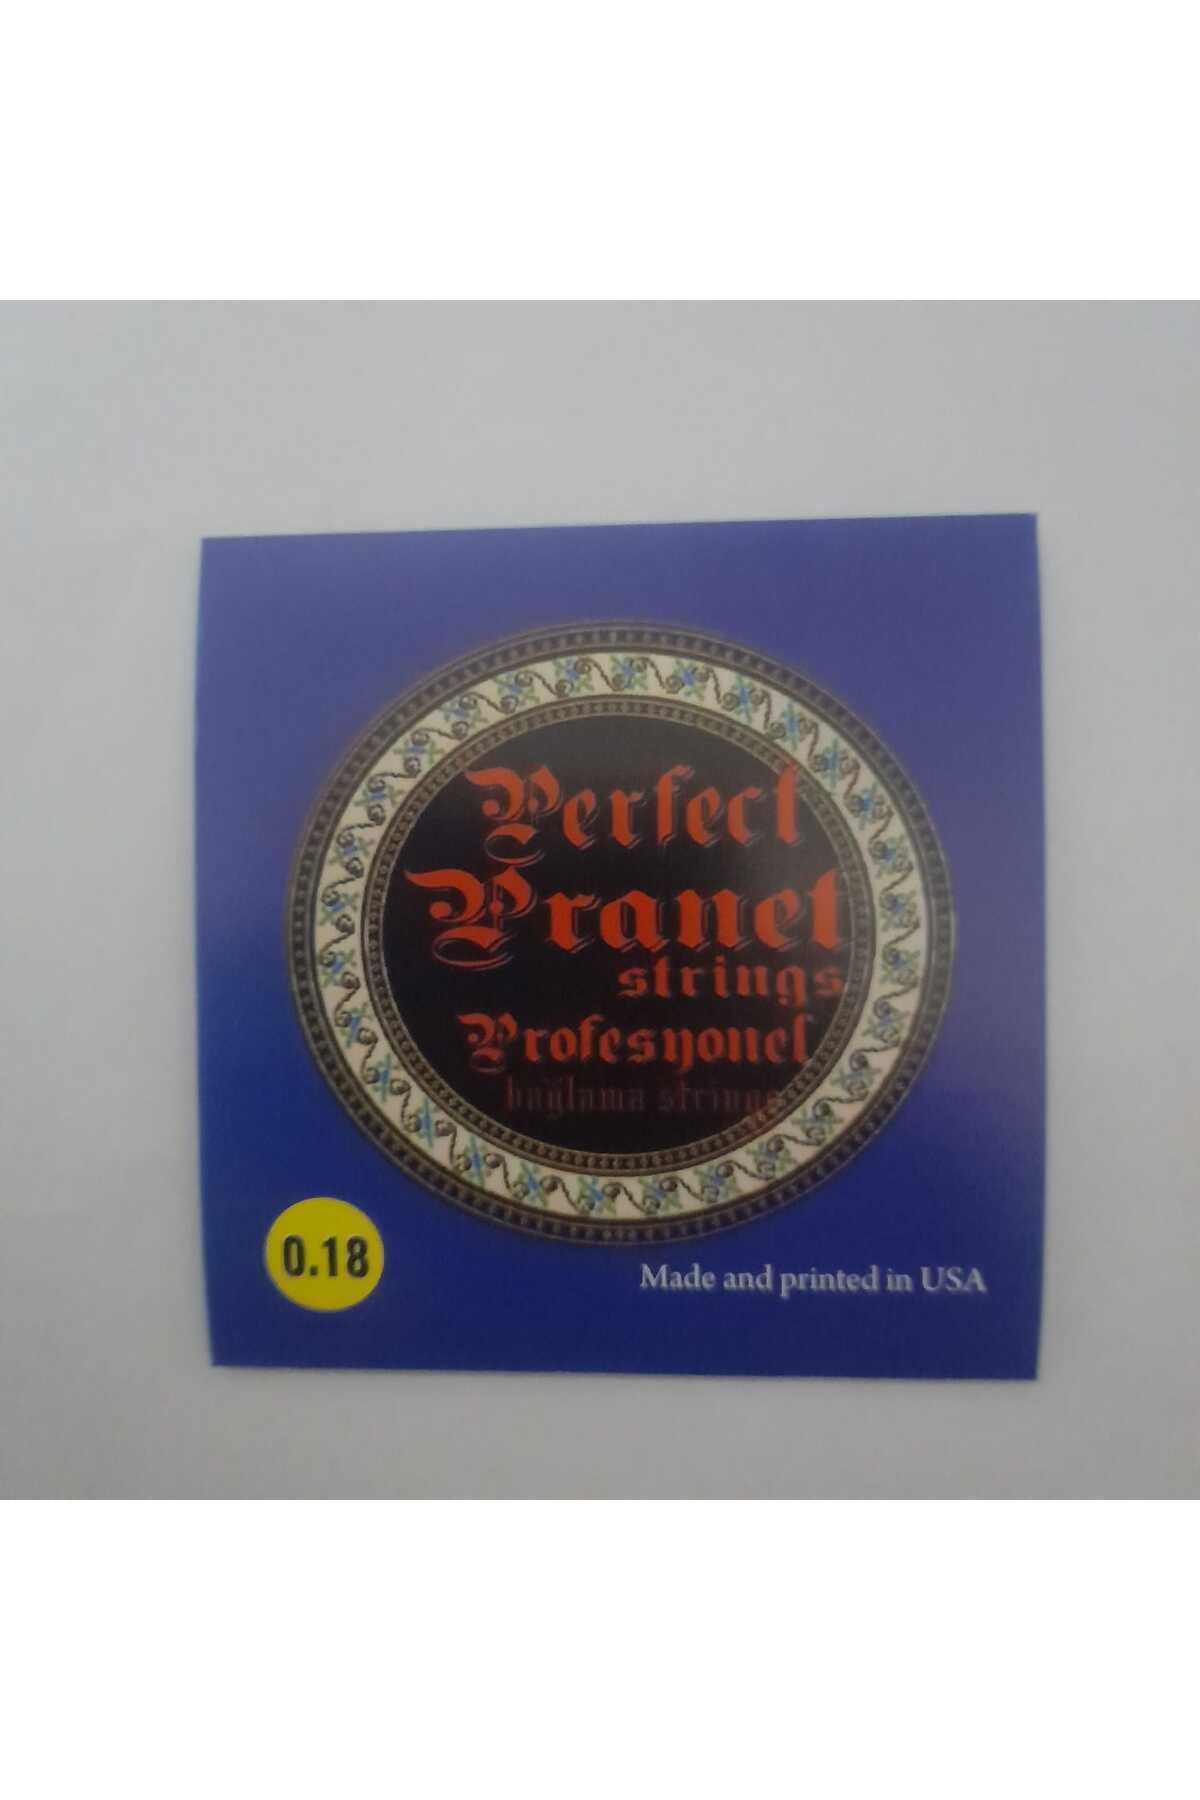 Perfect
Pranet
strings
Profesyonel
bağlama strings
0.18
Made and printed in USA